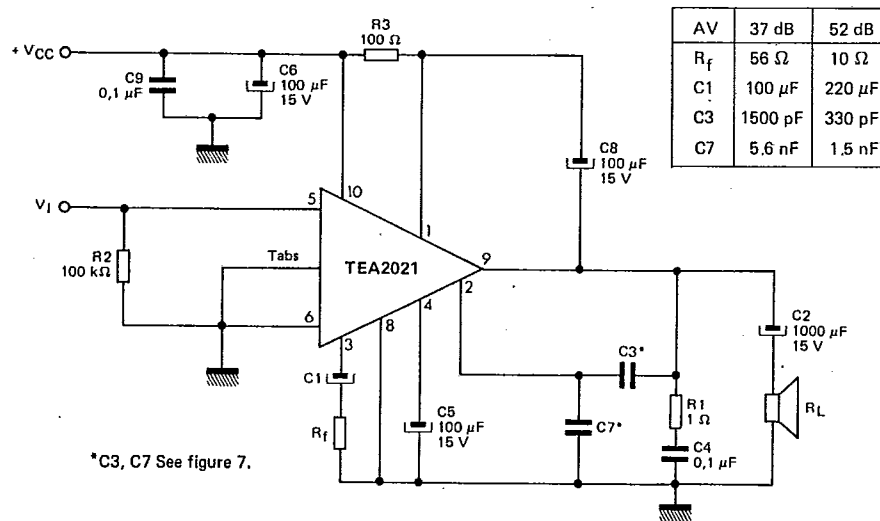 R3
100 Ω
+ VCC
C9
0,1 µF
C6
100 µF
15 V
C8
100 µF
15 V
AV 37 dB 52 dB
Rf 56 Ω 10 Ω
C1 100 µF 220 µF
C3 1500 pF 330 pF
C7 5,6 nF 1,5 nF
VI
5
10
1
R2
100 kΩ
Tabs
TEA2021
9
2
4
6
8
3
C1
Rf
C5
100 µF
15 V
C3*
C7*
R1
1 Ω
C4
0,1 µF
C2
1000 µF
15 V
RL
*C3, C7 See figure 7.